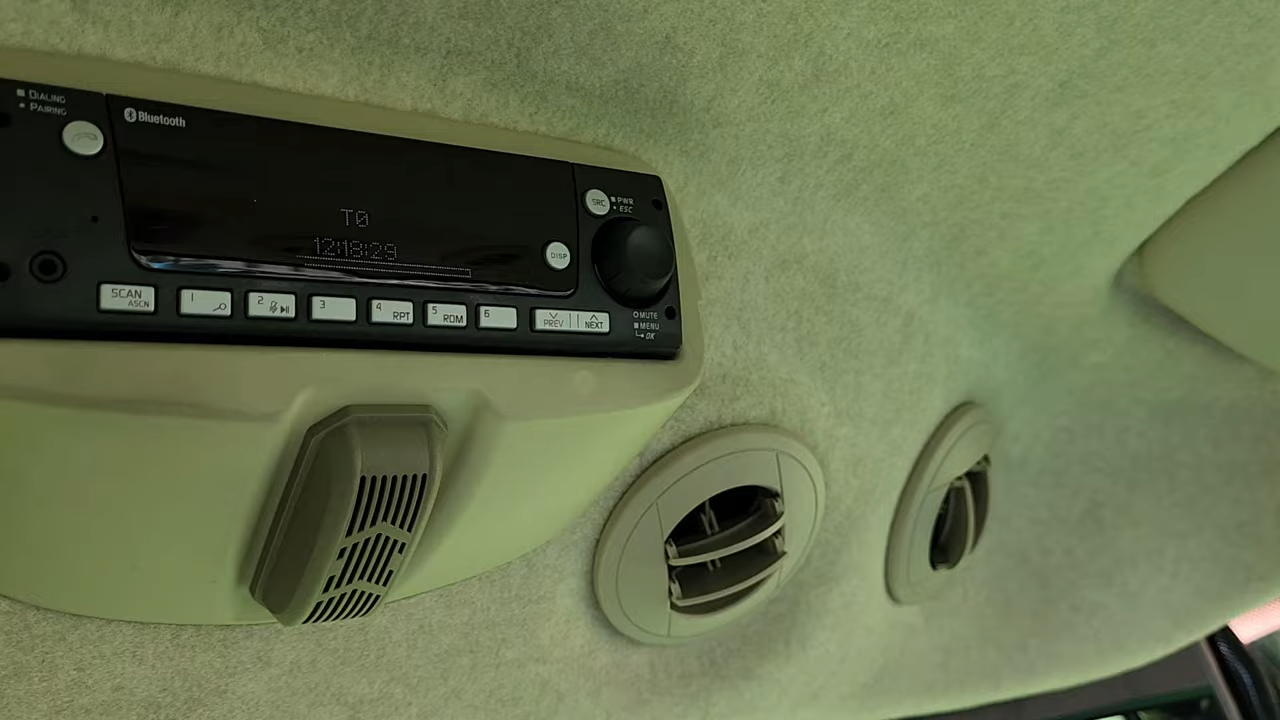 DIALING
PAIRING
Bluetooth
SRC
PWR
ESC
T0
12:18:29
DISP
SCAN
ASCN
1
2
3
4
RPT
5
RDM
6
PREV
NEXT
MUTE
MENU
OK